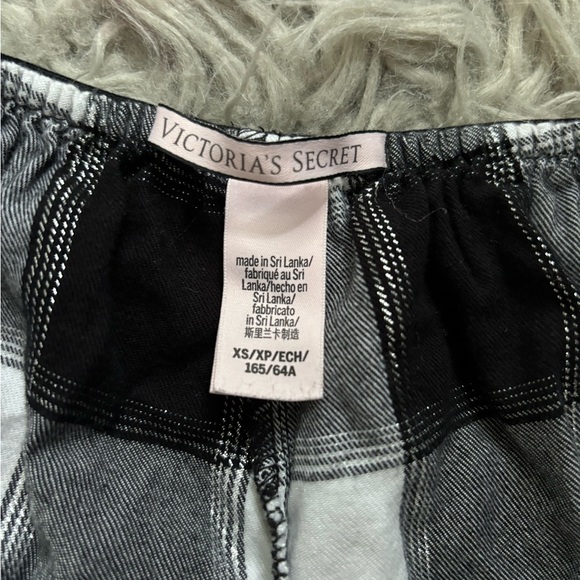 VICTORIA'S SECRET
made in Sri Lanka/
fabriqué au Sri
Lanka/hecho en
Sri Lanka/
fabbricato
in Sri Lanka/
斯里兰卡制造
XS/XP/ECH/
165/64A